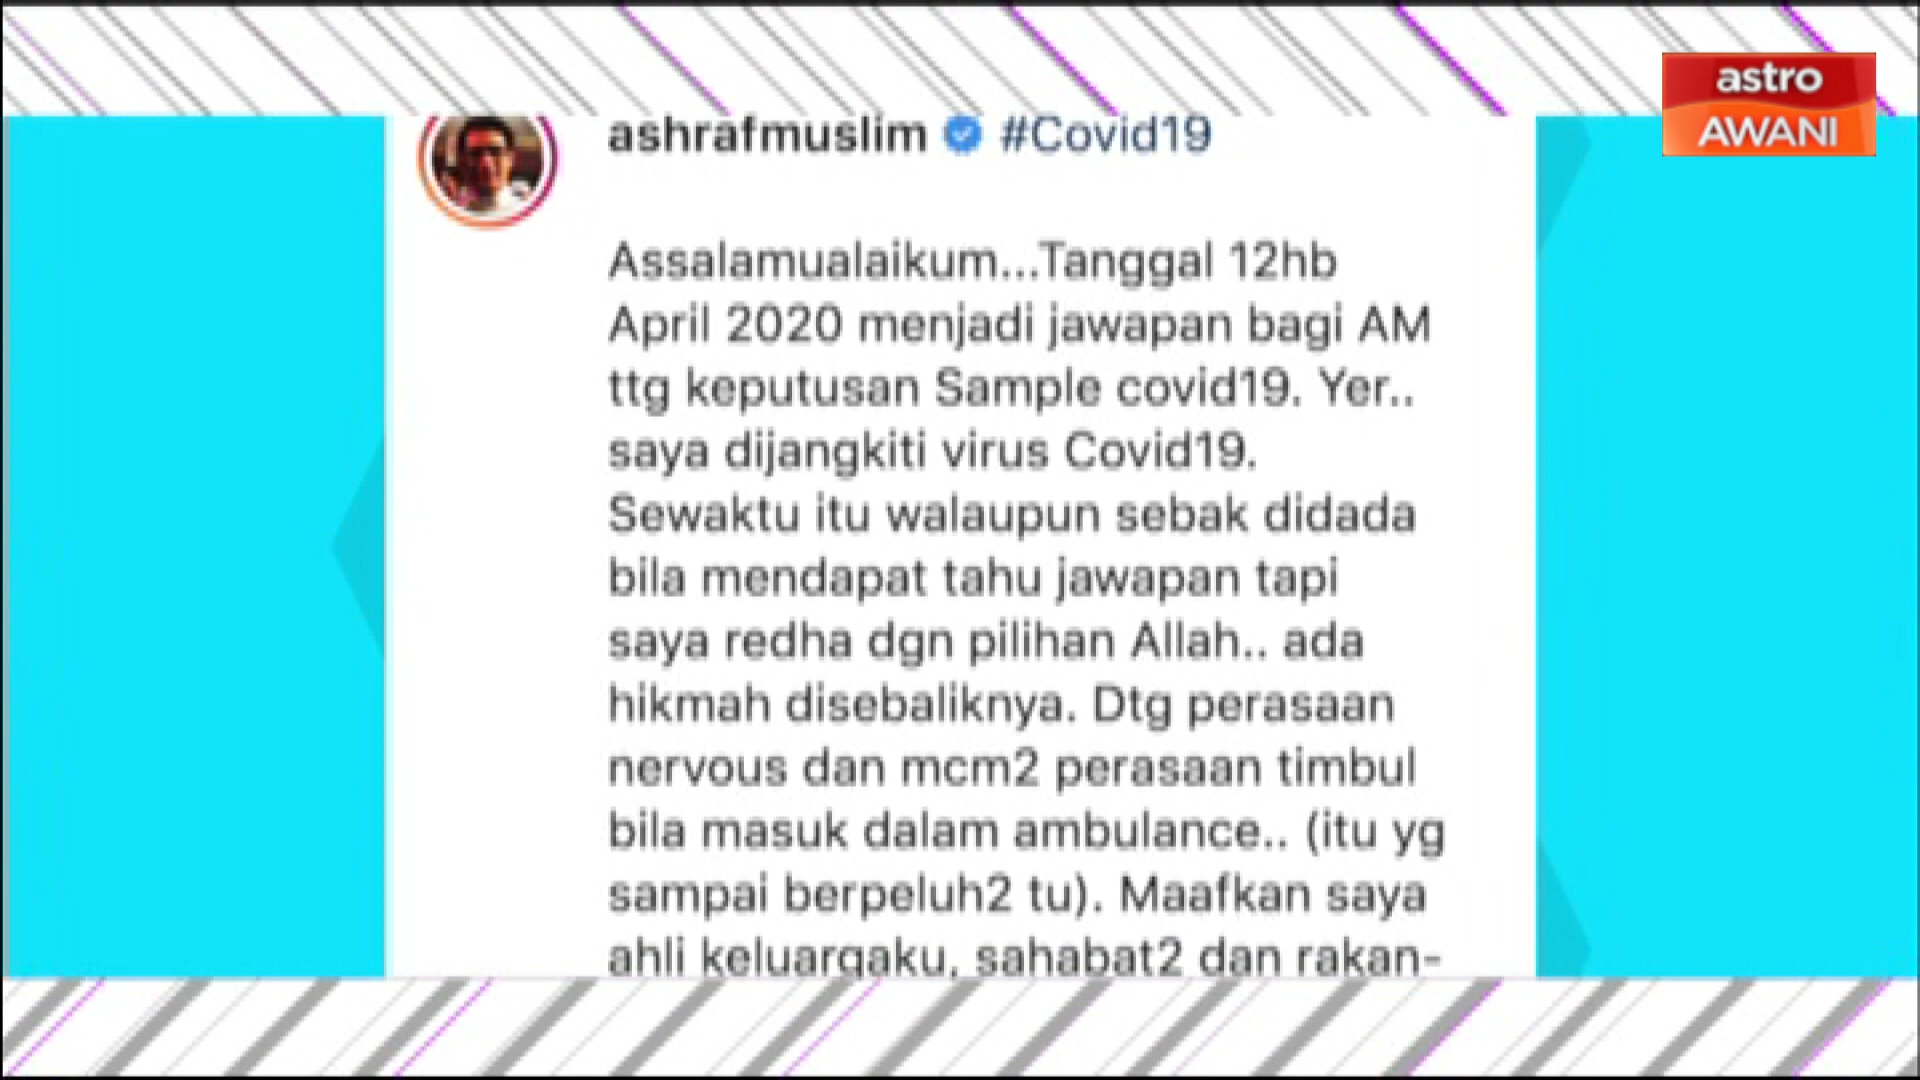 astro
AWANI
ashrafmuslim #Covid19
Assalamualaikum...Tanggal 12hb
April 2020 menjadi jawapan bagi AM
ttg keputusan Sample covid19. Yer..
saya dijangkiti virus Covid19.
Sewaktu itu walaupun sebak didada
bila mendapat tahu jawapan tapi
saya redha dgn pilihan Allah.. ada
hikmah disebaliknya. Dtg perasaan
nervous dan mcm2 perasaan timbul
bila masuk dalam ambulance.. (itu yg
sampai berpeluh2 tu). Maafkan saya
ahli keluargaku, sahabat2 dan rakan-